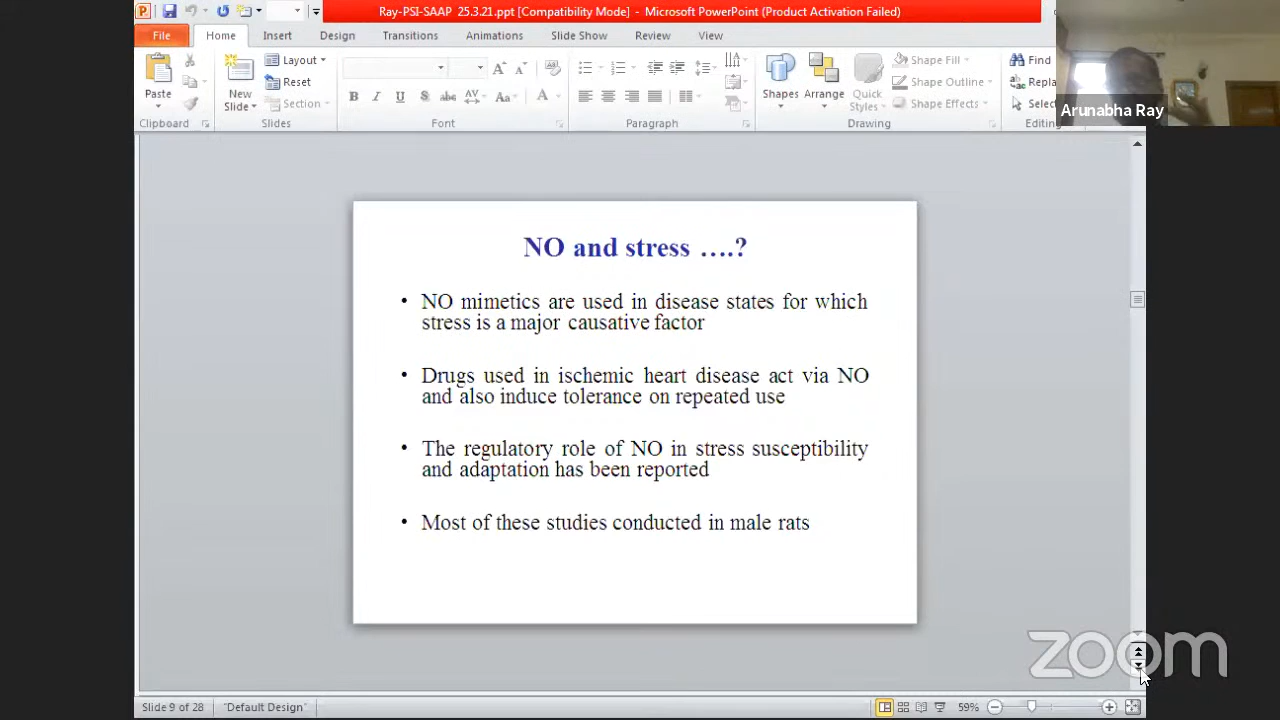 Ray-PSI-SAAP 25.3.21.ppt [Compatibility Mode] - Microsoft PowerPoint (Product Activation Failed)
File Home Insert Design Transitions Animations Slide Show Review View
Paste
New
Slide
Layout
Reset
Section
Shapes
Arrange
Quick
Styles
Shape Fill
Shape Outline
Shape Effects
Find
Repla
Selec
Clipboard Slides Font Paragraph Drawing Editing
Arunabha Ray
NO and stress ....?
• NO mimetics are used in disease states for which
stress is a major causative factor
• Drugs used in ischemic heart disease act via NO
and also induce tolerance on repeated use
• The regulatory role of NO in stress susceptibility
and adaptation has been reported
• Most of these studies conducted in male rats
zoom
Slide 9 of 28 "Default Design" 59%